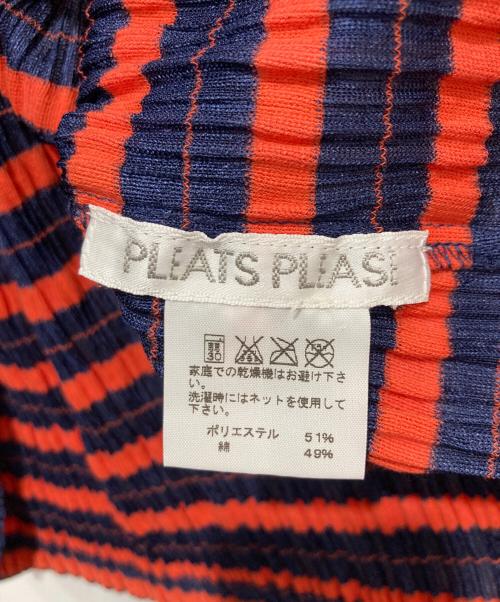 PLEATS PLEASE
30
家庭での乾燥機はお避け下さ
い。
洗濯時にはネットを使用して
下さい。
ポリエステル 51%
綿 49%